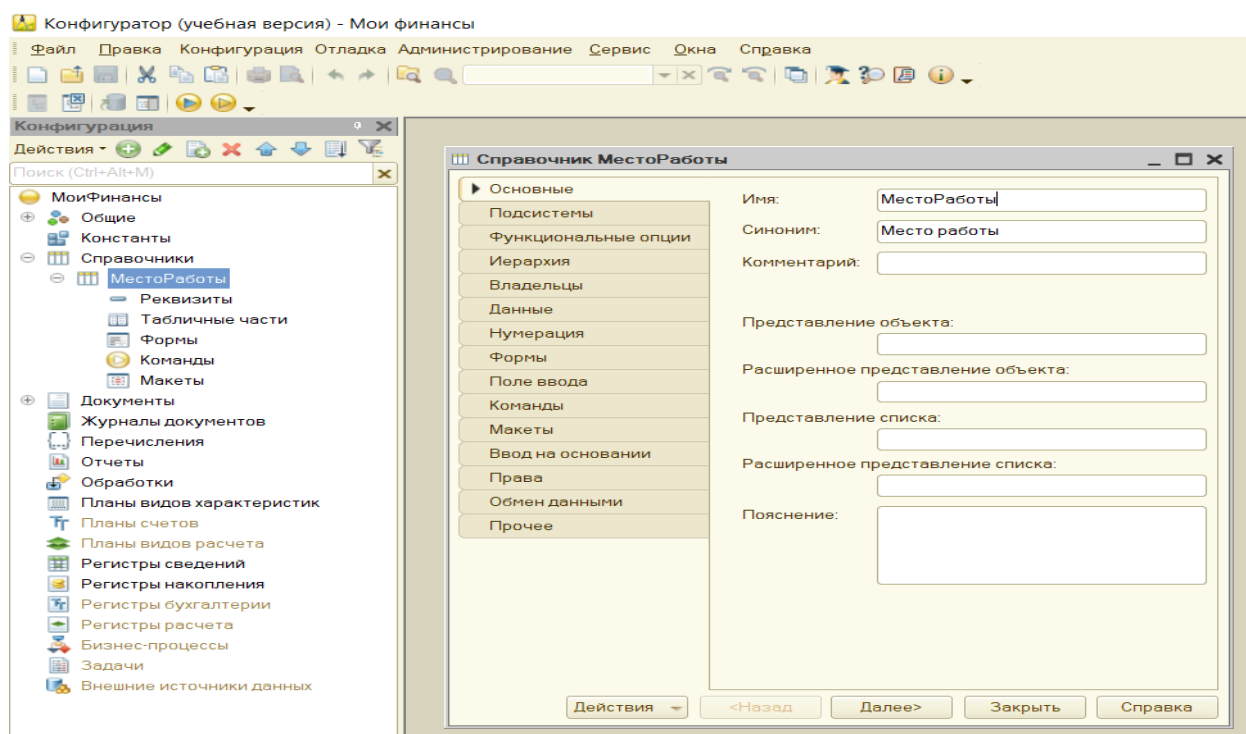 Конфигуратор (учебная версия) - Мои финансы
Файл Правка Конфигурация Отладка Администрирование Сервис Окна Справка
Конфигурация
Действия
Поиск (Ctrl+Alt+M)
МоиФинансы
Общие
Константы
Справочники
МестоРаботы
Реквизиты
Табличные части
Формы
Команды
Макеты
Документы
Журналы документов
Перечисления
Отчеты
Обработки
Планы видов характеристик
Планы счетов
Планы видов расчета
Регистры сведений
Регистры накопления
Регистры бухгалтерии
Регистры расчета
Бизнес-процессы
Задачи
Внешние источники данных
Справочник МестоРаботы
Основные
Подсистемы
Функциональные опции
Иерархия
Владельцы
Данные
Нумерация
Формы
Поле ввода
Команды
Макеты
Ввод на основании
Права
Обмен данными
Прочее
Имя: МестоРаботы
Синоним: Место работы
Комментарий:
Представление объекта:
Расширенное представление объекта:
Представление списка:
Расширенное представление списка:
Пояснение:
Действия <Назад Далее> Закрыть Справка